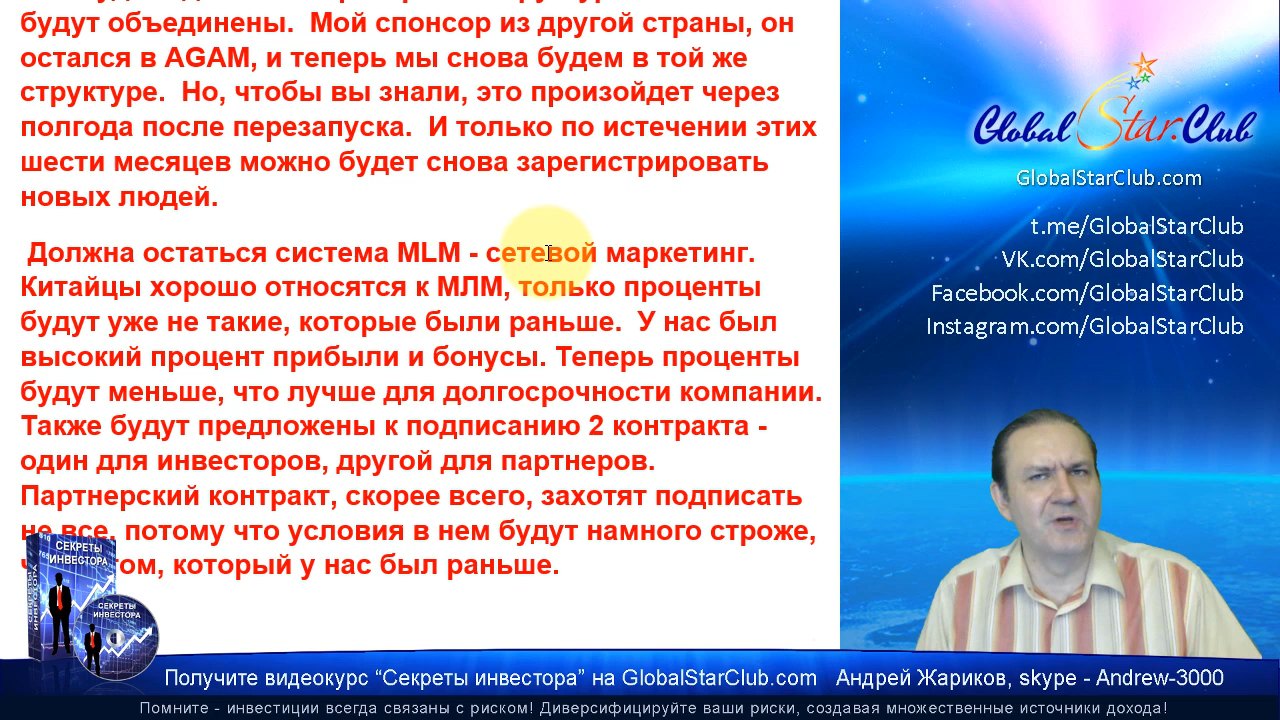 будут объединены.  Мой спонсор из другой страны, он
остался в AGAM, и теперь мы снова будем в той же
структуре.  Но, чтобы вы знали, это произойдет через
полгода после перезапуска.  И только по истечении этих
шести месяцев можно будет снова зарегистрировать
новых людей.
Должна остаться система MLM - сетевой маркетинг.
Китайцы хорошо относятся к МЛМ, только проценты
будут уже не такие, которые были раньше.  У нас был
высокий процент прибыли и бонусы. Теперь проценты
будут меньше, что лучше для долгосрочности компании.
Также будут предложены к подписанию 2 контракта -
один для инвесторов, другой для партнеров.
Партнерский контракт, скорее всего, захотят подписать
не все, потому что условия в нем будут намного строже,
том, который у нас был раньше.
Global Star.Club
GlobalStarClub.com
t.me/GlobalStarClub
VK.com/GlobalStarClub
Facebook.com/GlobalStarClub
Instagram.com/GlobalStarClub
СЕКРЕТЫ
ИНВЕСТОРА
СЕКРЕТЫ
ИНВЕСТОРА
СЕКРЕТЫ
ИНВЕСТОРА
Получите видеокурс “Секреты инвестора” на GlobalStarClub.com   Андрей Жариков, skype - Andrew-3000
Помните - инвестиции всегда связаны с риском! Диверсифицируйте ваши риски, создавая множественные источники дохода!